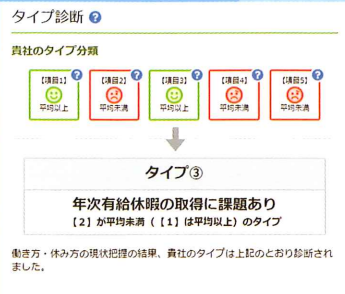 タイプ診断 ?
貴社のタイプ分類
【項目1】 ? 【項目2】 ? 【項目3】 ? 【項目4】 ? 【項目5】 ?
平均以上 平均未満 平均以上 平均未満 平均未満
タイプ③
年次有給休暇の取得に課題あり
【2】が平均未満(【1】は平均以上)のタイプ
働き方・休み方の現状把握の結果、貴社のタイプは上記のとおり診断され
ました。